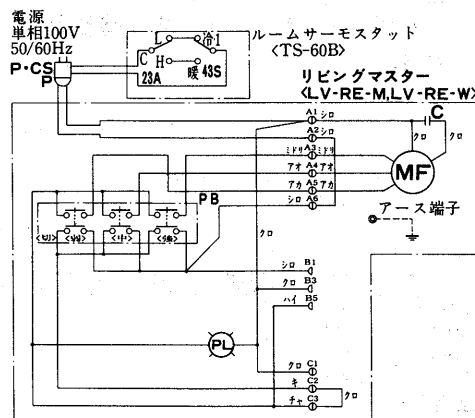 電源
単相100V
50/60Hz
P・CS
P
L
冷1
C
H
暖
23A
43S
ルームサーモスタット
<TS-60B>
リビングマスター
<LV-RE-M,LV-RE-W>
A1 シロ
C
クロ
クロ
A2 シロ
ミドリ A3 ミドリ
アオ A4 アオ
アカ A5 アカ
シロ A6
MF
アース端子
PB
<切> <弱> <中> <強>
クロ
シロ B1
クロ B3
ハイ B5
PL
クロ C1
キ C2
チャ C3
クロ